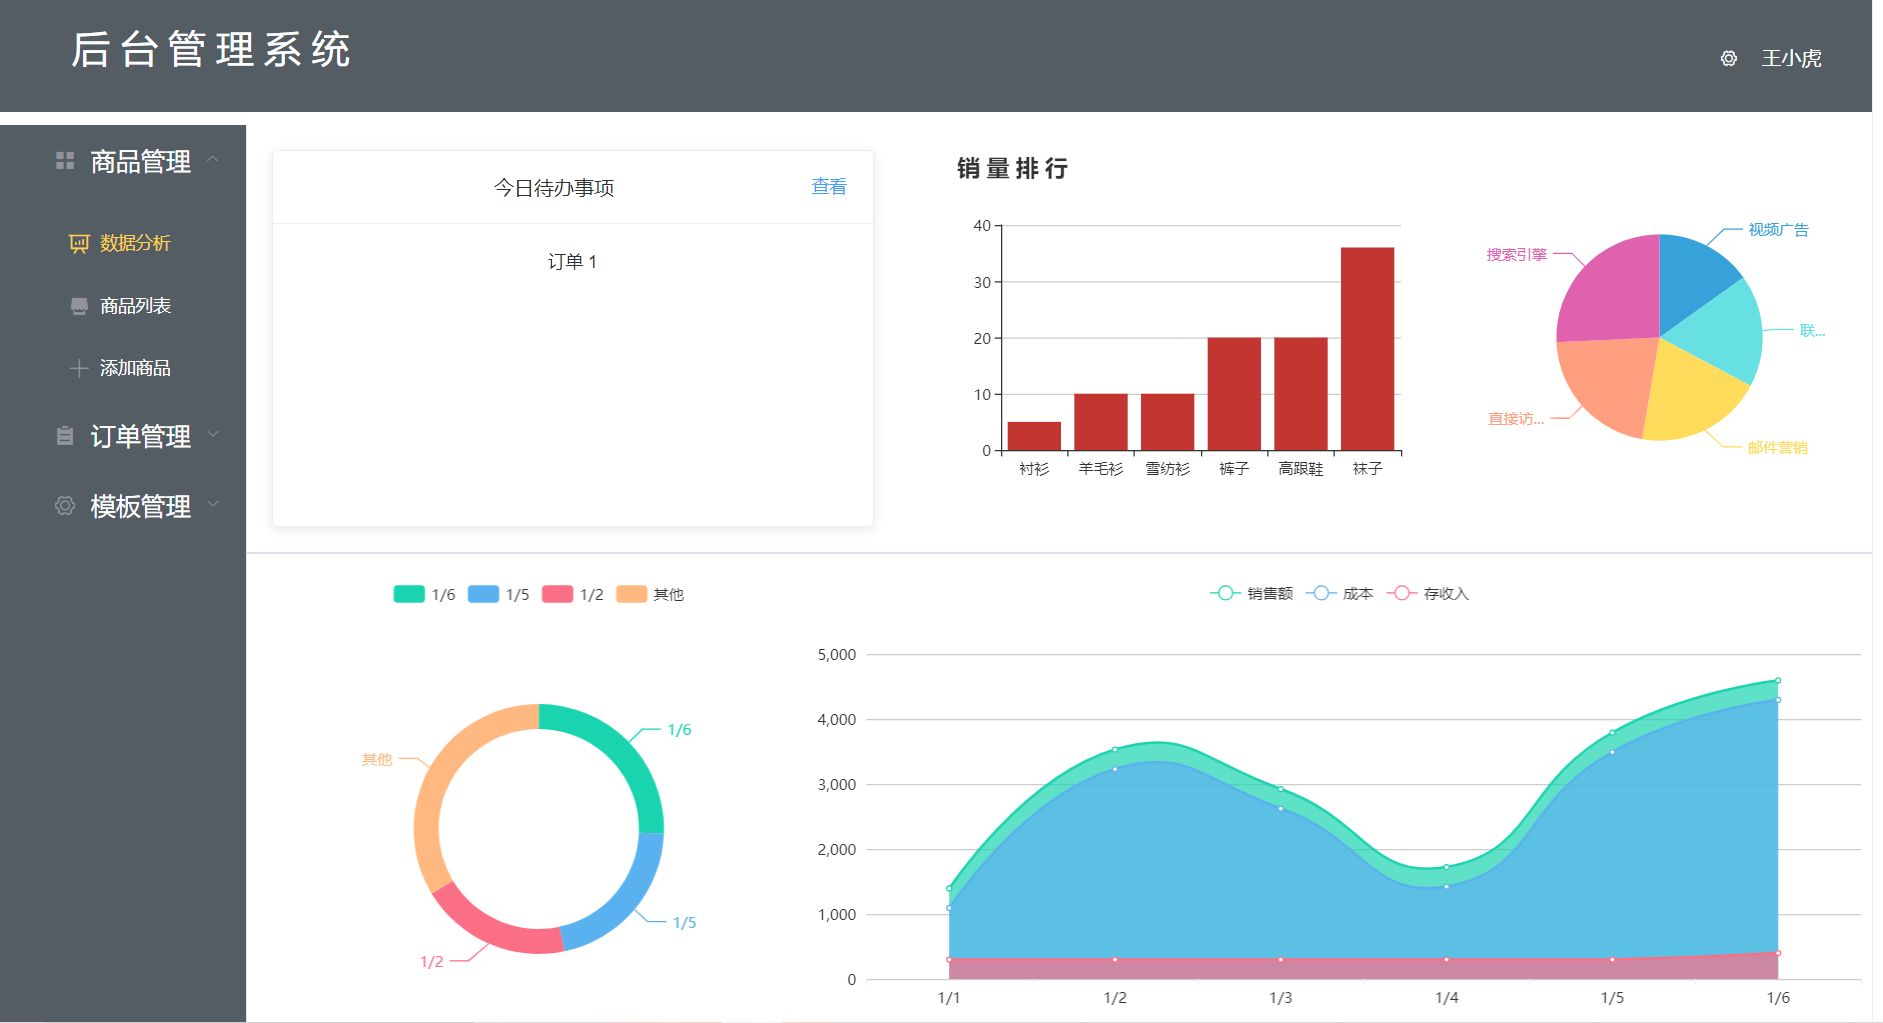 后台管理系统
王小虎
商品管理
数据分析
商品列表
添加商品
订单管理
模板管理
今日待办事项 查看
订单 1
销量排行
40
30
20
10
0
衬衫 羊毛衫 雪纺衫 裤子 高跟鞋 袜子
视频广告
搜索引擎
联...
直接访...
邮件营销
1/6 1/5 1/2 其他
1/6
其他
1/5
1/2
销售额 成本 存收入
5,000
4,000
3,000
2,000
1,000
0
1/1 1/2 1/3 1/4 1/5 1/6